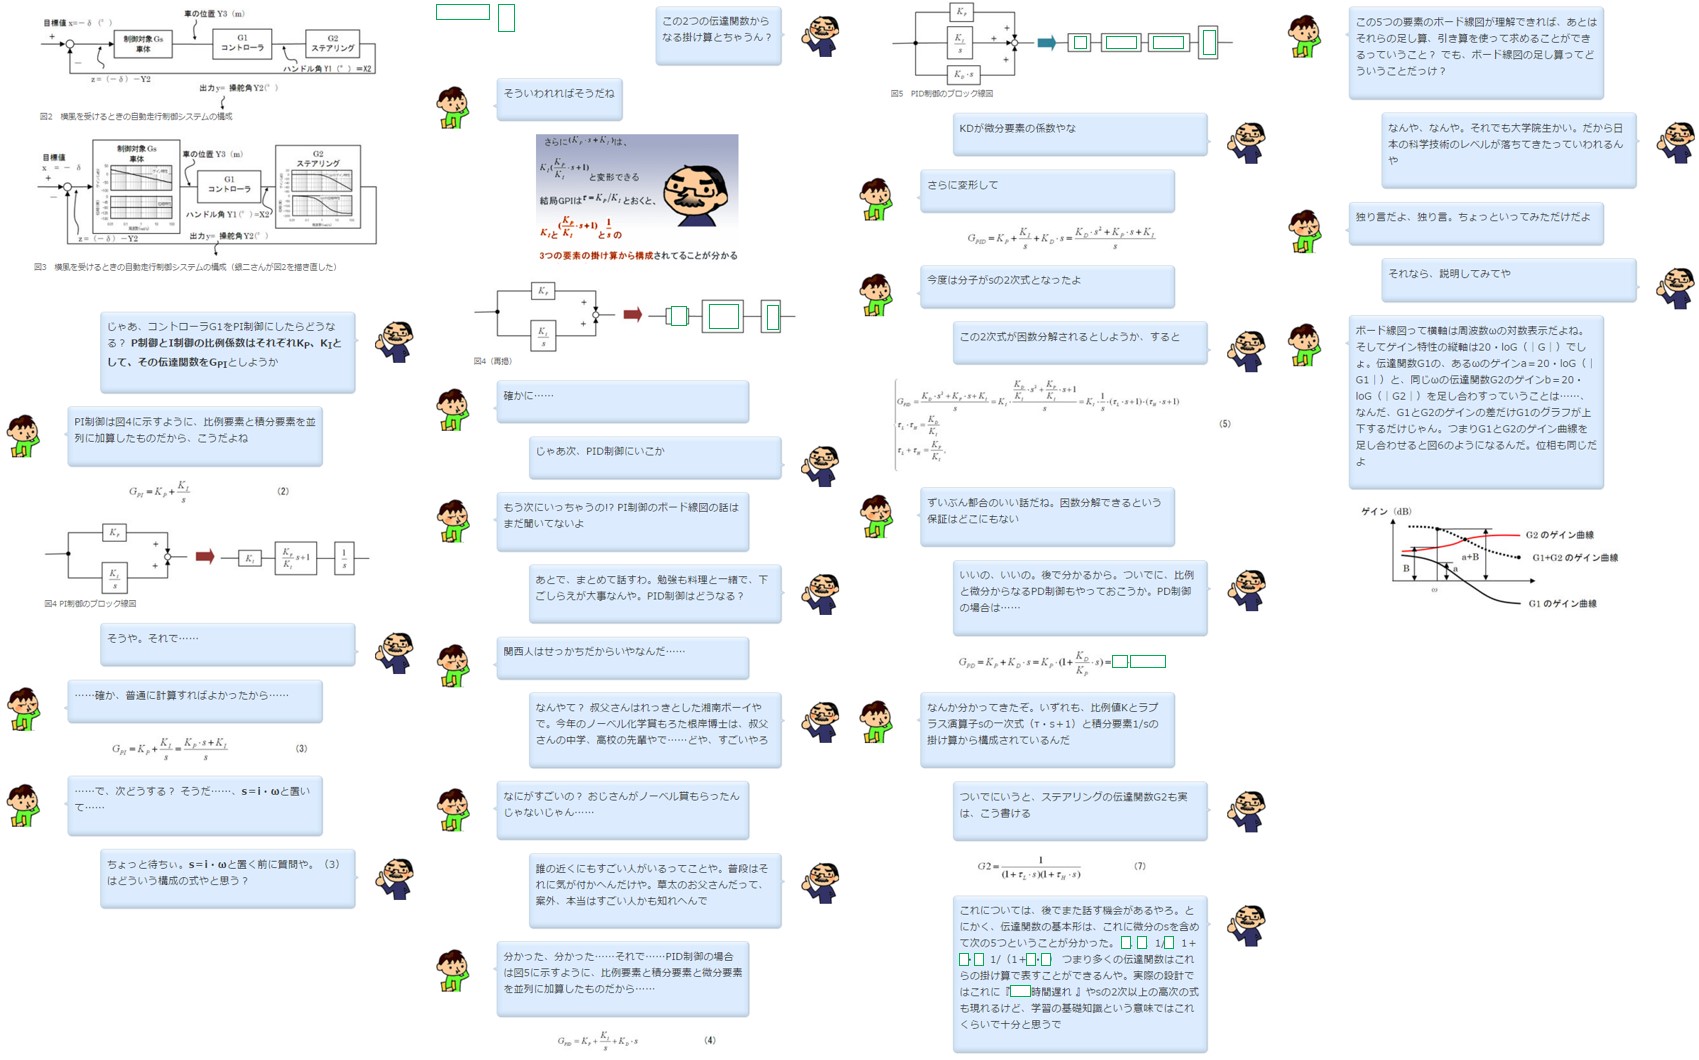 目標値 x=－δ（°）
車の位置 Y3（m）
制御対象 Gs
車体
G1
コントローラ
G2
ステアリング
ハンドル角 Y1（°）＝X2
z＝（－δ）－Y2
出力y= 操舵角 Y2（°）
図2　横風を受けるときの自動走行制御システムの構成
目標値
x ＝－δ
制御対象 Gs
車体
車の位置 Y3（m）
G1
コントローラ
G2
ステアリング
ハンドル角 Y1（°）=X2
z＝（－δ）－Y2
出力y= 操舵角 Y2（°）
図3　横風を受けるときの自動走行制御システムの構成（銀二さんが図2を描き直した）
じゃあ、コントローラG1をPI制御にしたらどうな
る？ P制御とI制御の比例係数はそれぞれKP、KIと
して、その伝達関数をGPIとしようか
PI制御は図4に示すように、比例要素と積分要素を並
列に加算したものだから、こうだよね
G_PI = K_P + K_I/s　（2）
K_P
K_I/s
K_I
K_P/K_I s+1
1/s
図4 PI制御のブロック線図
そうや。それで……
……確か、普通に計算すればよかったから……
G_PI = K_P + K_I/s = (K_P·s+K_I)/s　（3）
……で、次どうする？ そうだ……、s＝i・ωと置い
て……
ちょっと待ちぃ。s＝i・ωと置く前に質問や。（3）
はどういう構成の式やと思う？
この2つの伝達関数から
なる掛け算とちゃうん？
そういわれればそうだね
さらに(K_P·s+K_I)は、
K_I(K_P/K_I·s+1)
と変形できる
結局GPIはτ=K_P/K_Iとおくと、
K_Iと(K_P/K_I·s+1)と1/sの
3つの要素の掛け算から構成されてることが分かる
K_P
K_I/s
図4（再掲）
確かに……
じゃあ次、PID制御にいこか
もう次にいっちゃうの!? PI制御のボード線図の話は
まだ聞いてないよ
あとで、まとめて話すわ。勉強も料理と一緒で、下
ごしらえが大事なんや。PID制御はどうなる？
関西人はせっかちだからいやなんだ……
なんやて？ 叔父さんはれっきとした湘南ボーイや
で。今年のノーベル化学賞もろた根岸博士は、叔父
さんの中学、高校の先輩やで……どや、すごいやろ
なにがすごいの？ おじさんがノーベル賞もらったん
じゃないじゃん……
誰の近くにもすごい人がいるってことや。普段はそ
れに気が付かへんだけや。草太のお父さんだって、
案外、本当はすごい人かも知れへんで
分かった、分かった……それで……PID制御の場合
は図5に示すように、比例要素と積分要素と微分要素
を並列に加算したものだから……
G_PID = K_P + K_I/s + K_D·s　（4）
K_P
K_I/s
K_D·s
図5　PID制御のブロック線図
KDが微分要素の係数やな
さらに変形して
G_PID = K_P + K_I/s + K_D·s = (K_D·s²+K_P·s+K_I)/s
今度は分子がsの2次式となったよ
この2次式が因数分解されるとしようか、すると
G_PID = (K_D·s²+K_P·s+K_I)/s = K_I·(K_D/K_I·s²+K_P/K_I·s+1)/s = K_I·1/s·(τ_L·s+1)·(τ_H·s+1)
τ_L·τ_H = K_D/K_I　（5）
τ_L+τ_H = K_P/K_I
ずいぶん都合のいい話だね。因数分解できるという
保証はどこにもない
いいの、いいの。後で分かるから。ついでに、比例
と微分からなるPD制御もやっておこうか。PD制御
の場合は……
G_PD = K_P + K_D·s = K_P·(1+K_D/K_P·s) =
なんか分かってきたぞ。いずれも、比例値Kとラプ
ラス演算子sの一次式（τ・s＋1）と積分要素1/sの
掛け算から構成されているんだ
ついでにいうと、ステアリングの伝達関数G2も実
は、こう書ける
G2 = 1/((1+τ_L·s)(1+τ_H·s))　（7）
これについては、後でまた話す機会があるやろ。と
にかく、伝達関数の基本形は、これに微分のsを含め
て次の5つということが分かった。 、 1/ 1＋
・ 1/（1＋・） つまり多くの伝達関数はこれ
らの掛け算で表すことができるんや。実際の設計で
はこれに『時間遅れ 』やsの2次以上の高次の式
も現れるけど、学習の基礎知識という意味ではこれ
くらいで十分と思うで
この5つの要素のボード線図が理解できれば、あとは
それらの足し算、引き算を使って求めることができ
るっていうこと？ でも、ボード線図の足し算ってど
ういうことだっけ？
なんや、なんや。それでも大学院生かい。だから日
本の科学技術のレベルが落ちてきたっていわれるん
や
独り言だよ、独り言。ちょっといってみただけだよ
それなら、説明してみてや
ボード線図って横軸は周波数ωの対数表示だよね。
そしてゲイン特性の縦軸は20・loG（｜G｜）でし
ょ。伝達関数G1の、あるωのゲインa＝20・loG（｜
G1｜）と、同じωの伝達関数G2のゲインb＝20・
loG（｜G2｜）を足し合わすっていうことは……、
なんだ、G1とG2のゲインの差だけG1のグラフが上
下するだけじゃん。つまりG1とG2のゲイン曲線を
足し合わせると図6のようになるんだ。位相も同じだ
よ
ゲイン（dB）
G2 のゲイン曲線
a+B
G1+G2 のゲイン曲線
B
a
ω
G1 のゲイン曲線